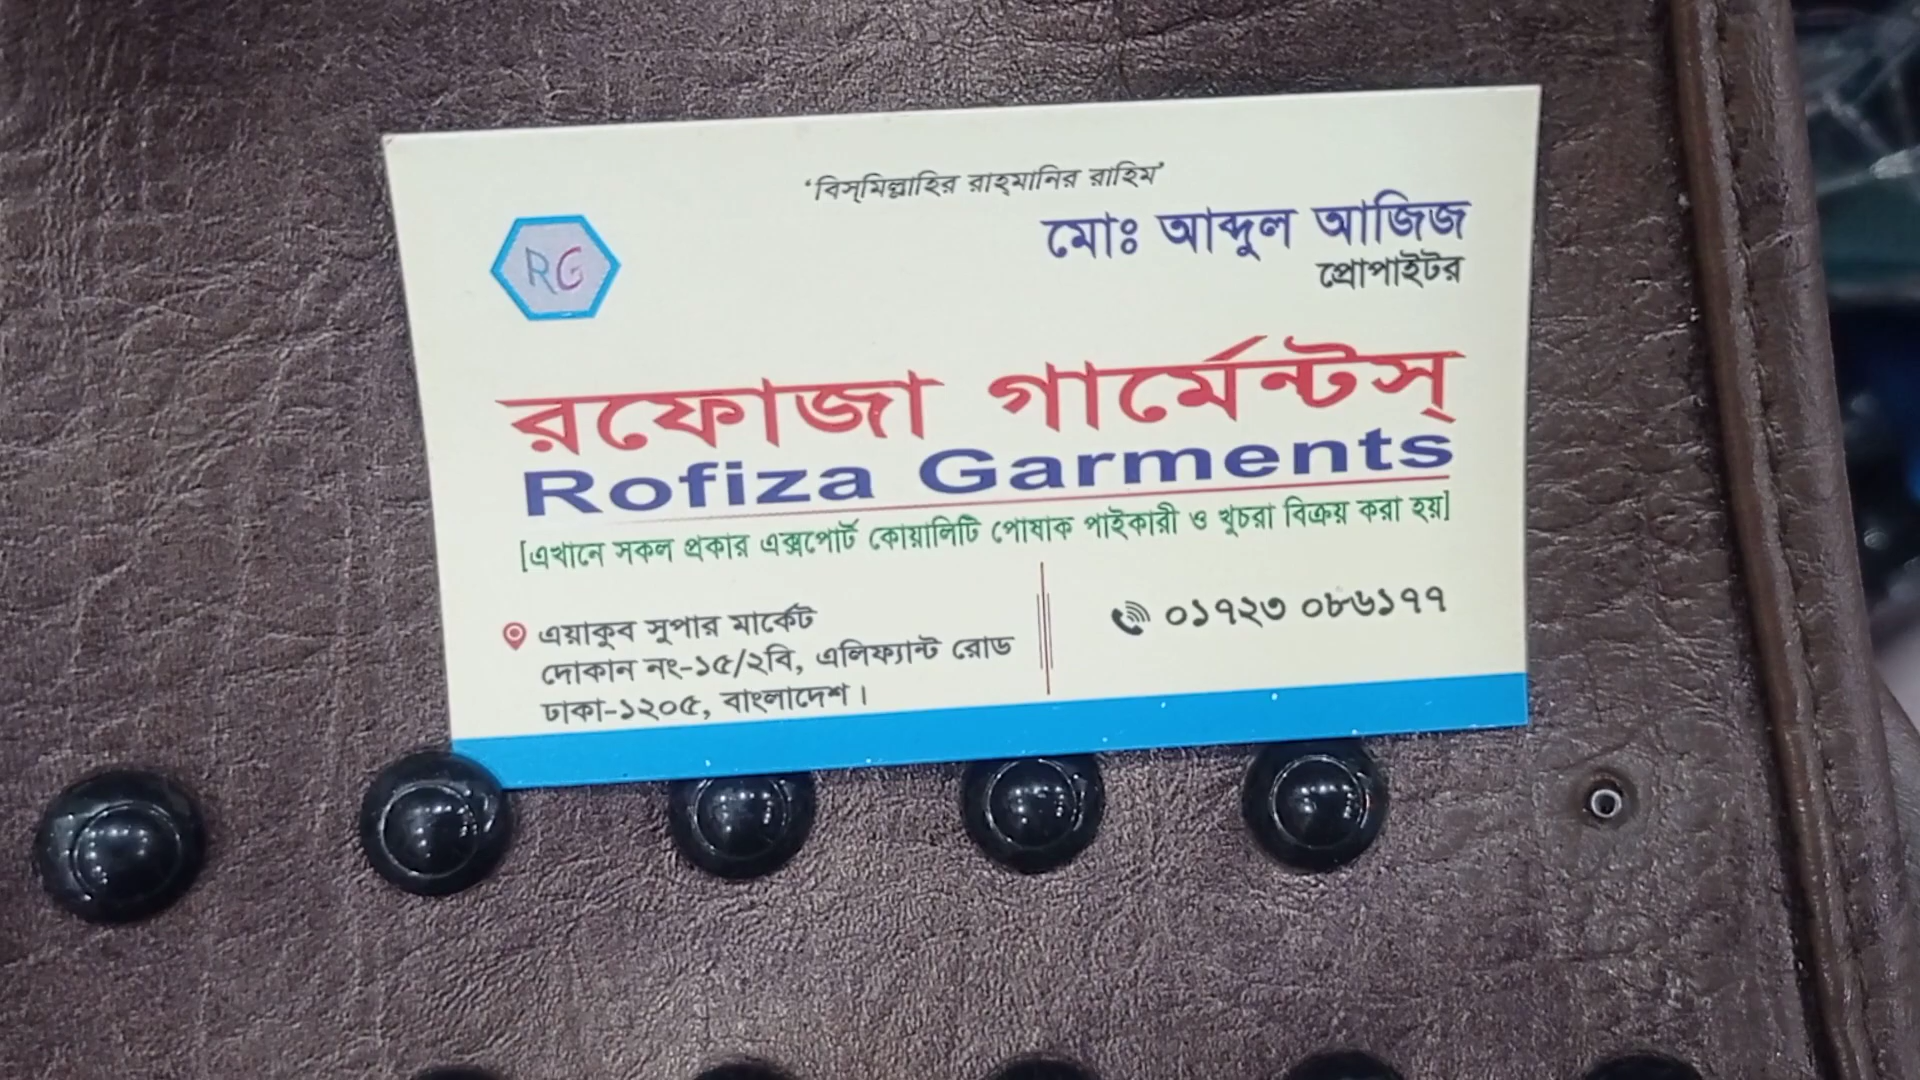 ‘বিস্‌মিল্লাহির রাহ্‌মানির রাহিম’
RG
মোঃ আব্দুল আজিজ
প্রোপাইটর
রফোজা গার্মেন্টস্
Rofiza Garments
[এখানে সকল প্রকার এক্সপোর্ট কোয়ালিটি পোষাক পাইকারী ও খুচরা বিক্রয় করা হয়]
এয়াকুব সুপার মার্কেট
দোকান নং-১৫/২বি, এলিফ্যান্ট রোড
ঢাকা-১২০৫, বাংলাদেশ।
০১৭২৩ ০৮৬১৭৭